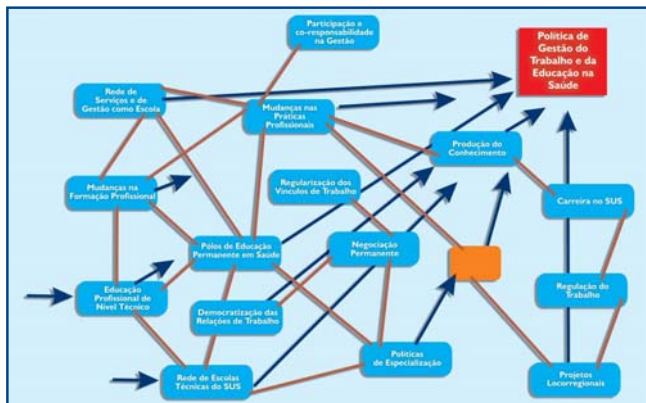 Participação e
co-responsabilidade
na Gestão
Política de
Gestão do
Trabalho e da
Educação na
Saúde
Rede de
Serviços e de
Gestão como Escola
Mudanças nas
Práticas
Profissionais
Produção do
Conhecimento
Mudanças na
Formação Profissional
Regularização dos
Vínculos de Trabalho
Carreira no SUS
Pólos de Educação
Permanente em Saúde
Negociação
Permanente
Educação
Profissional de
Nível Técnico
Regulação do
Trabalho
Democratização das
Relações de Trabalho
Políticas
de Especialização
Rede de Escolas
Técnicas do SUS
Projetos
Locorregionais